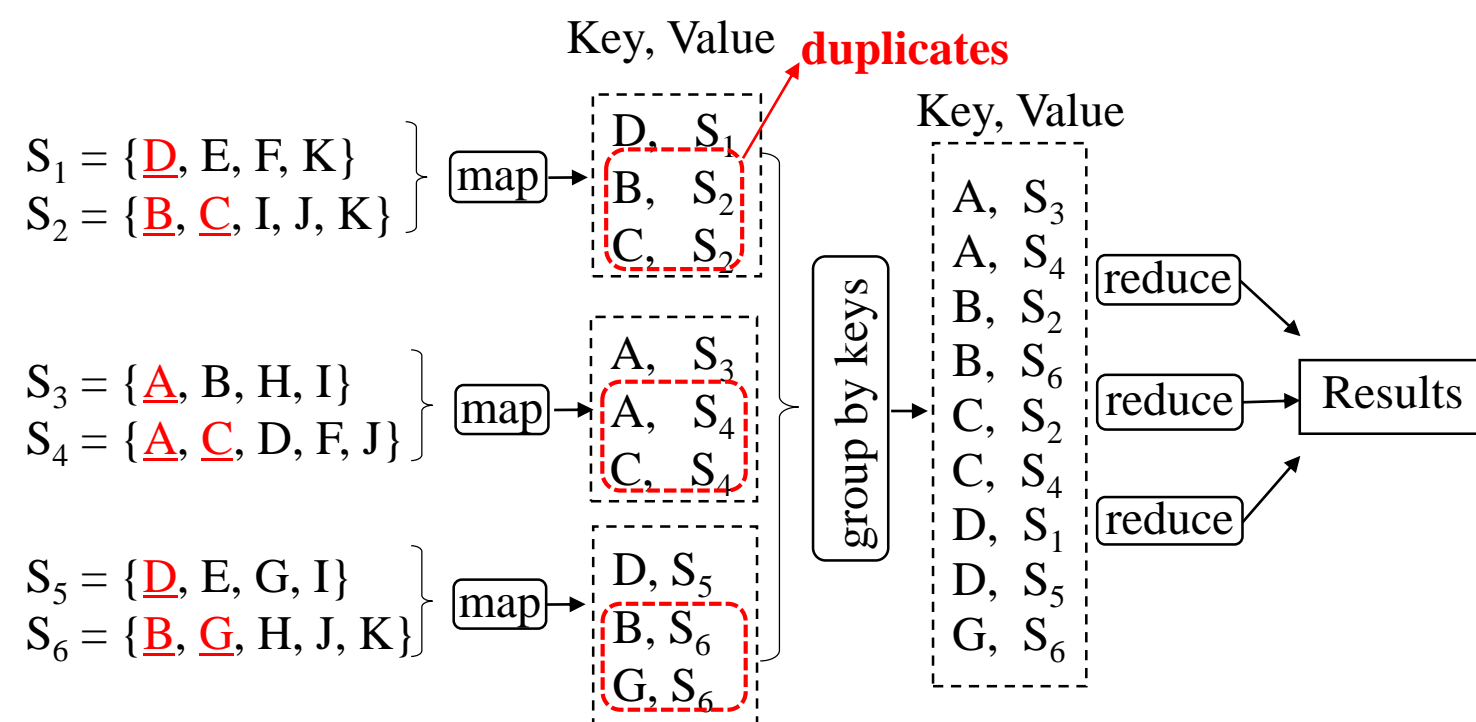 Key, Value
duplicates
S₁ = {D, E, F, K}
S₂ = {B, C, I, J, K}
map
D, S₁
B, S₂
C, S₂
S₃ = {A, B, H, I}
S₄ = {A, C, D, F, J}
map
A, S₃
A, S₄
C, S₄
S₅ = {D, E, G, I}
S₆ = {B, G, H, J, K}
map
D, S₅
B, S₆
G, S₆
group by keys
Key, Value
A, S₃
A, S₄
B, S₂
B, S₆
C, S₂
C, S₄
D, S₁
D, S₅
G, S₆
reduce
reduce
reduce
Results